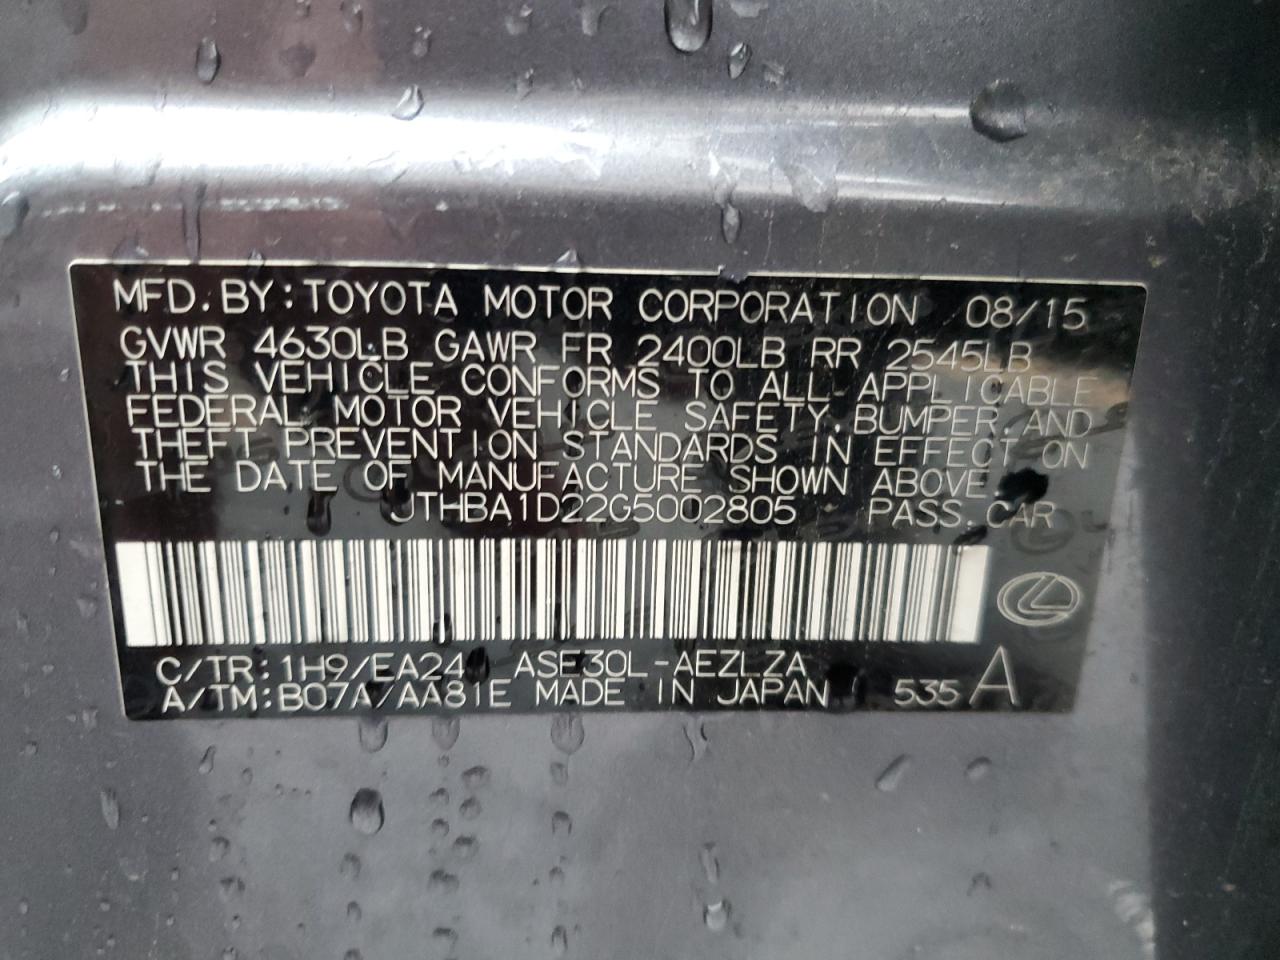 MFD. BY: TOYOTA MOTOR CORPORATION 08/15
GVWR 4630LB GAWR FR 2400LB RR 2545LB
THIS VEHICLE CONFORMS TO ALL APPLICABLE
FEDERAL MOTOR VEHICLE SAFETY, BUMPER, AND
THEFT PREVENTION STANDARDS IN EFFECT ON
THE DATE OF MANUFACTURE SHOWN ABOVE.
JTHBA1D22G5002805 PASS. CAR
C/TR: 1H9/EA24 ASE30L-AEZLZA
A/TM: B07A/AA81E MADE IN JAPAN 535 A